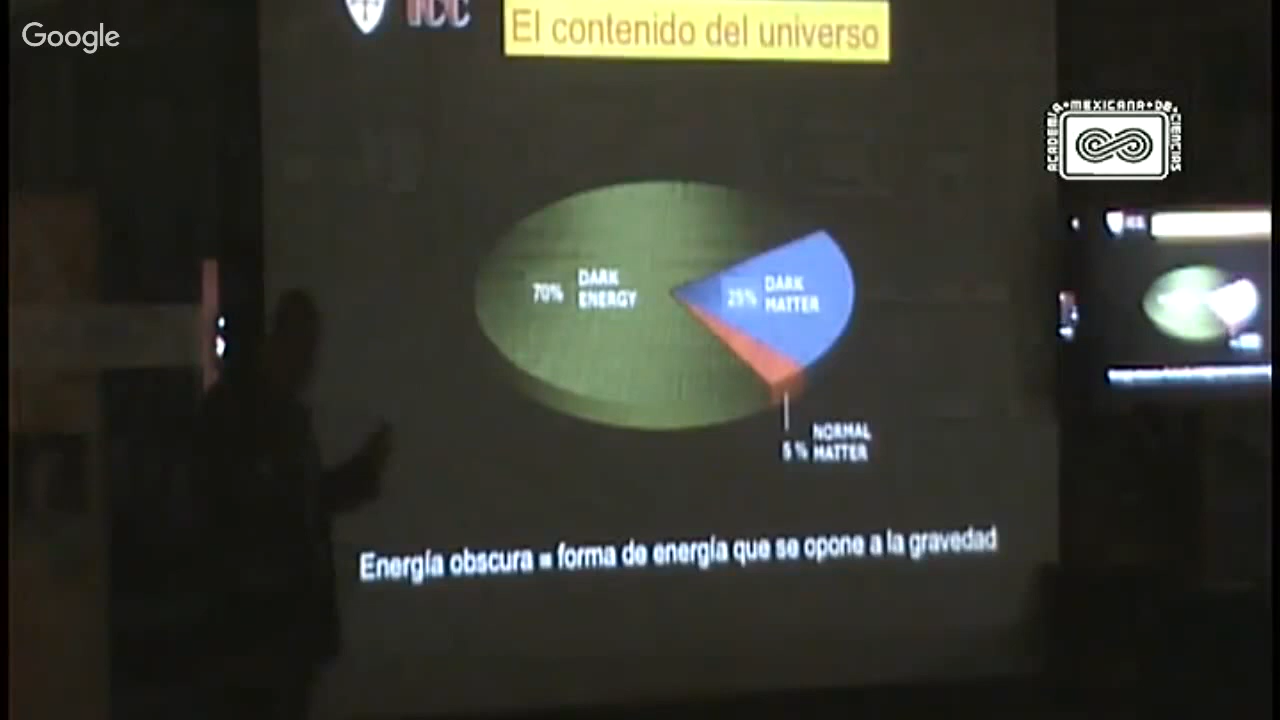 Google
El contenido del universo
ACADEMIA MEXICANA DE CIENCIAS
70% DARK
ENERGY
25% DARK
MATTER
NORMAL
5% MATTER
Energía obscura = forma de energía que se opone a la gravedad